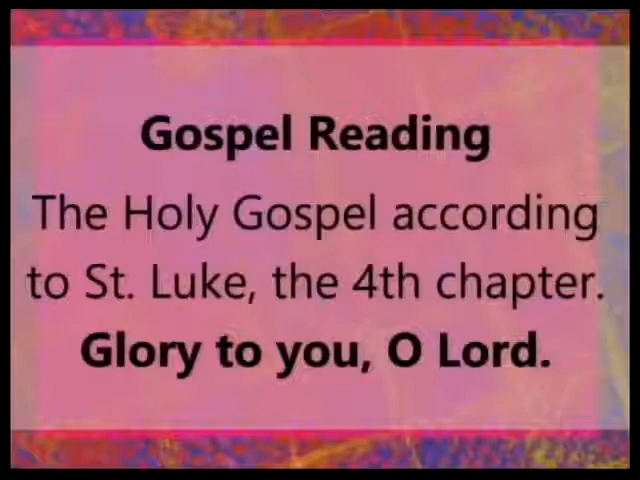 Gospel Reading
The Holy Gospel according
to St. Luke, the 4th chapter.
Glory to you, O Lord.